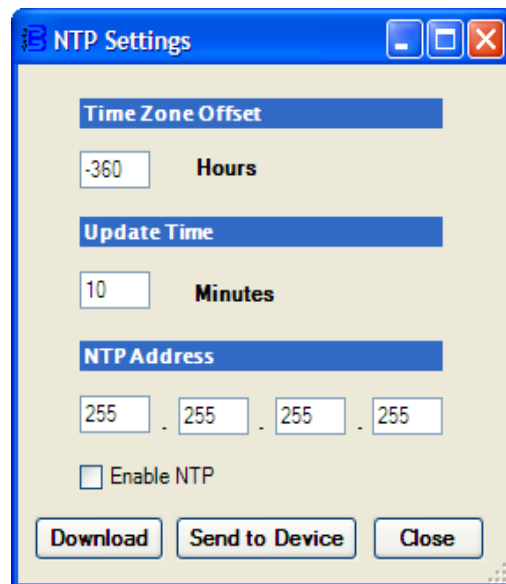 NTP Settings
Time Zone Offset
-360 Hours
Update Time
10 Minutes
NTP Address
255 . 255 . 255 . 255
Enable NTP
Download Send to Device Close